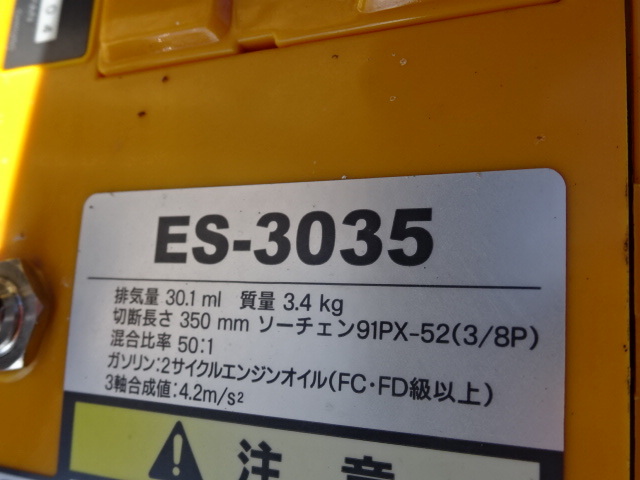 ES-3035
排気量 30.1 ml 質量 3.4 kg
切断長さ 350 mm ソーチェン91PX-52(3/8P)
混合比率 50:1
ガソリン:2サイクルエンジンオイル(FC・FD級以上)
3軸合成値:4.2m/s²
注意